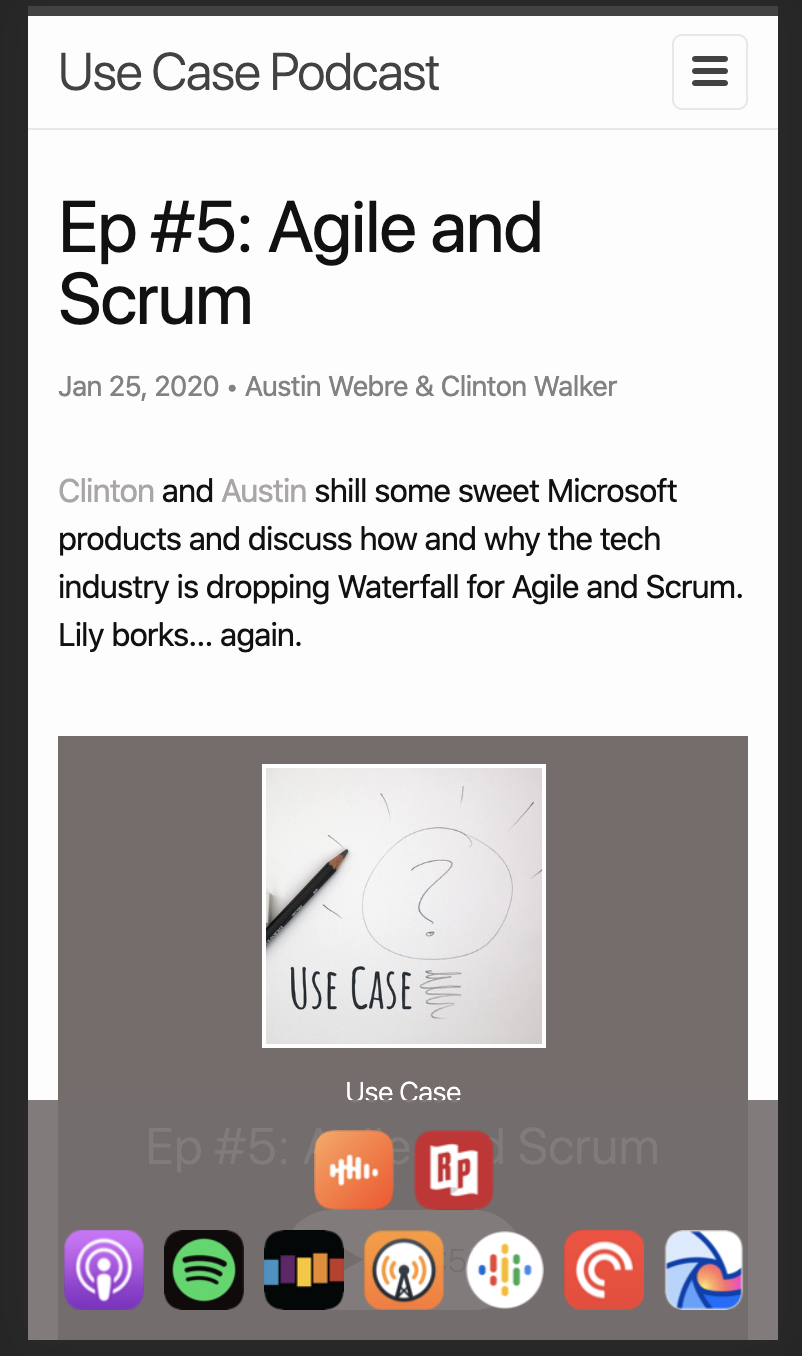 Use Case Podcast
Ep #5: Agile and
Scrum
Jan 25, 2020 • Austin Webre & Clinton Walker
Clinton and Austin shill some sweet Microsoft
products and discuss how and why the tech
industry is dropping Waterfall for Agile and Scrum.
Lily borks... again.
?
USE CASE
Use Case
Ep #5: Scrum
RP